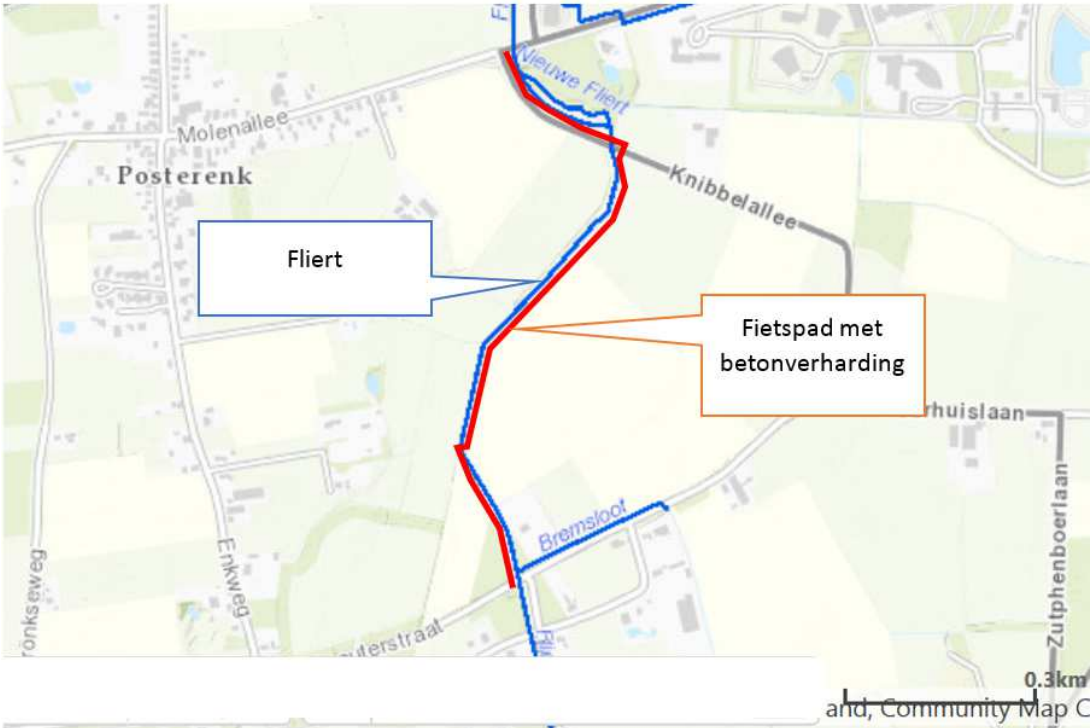 Nieuwe Fliert
Molenallee
Posterenk
Knibbelallee
Fliert
Fietspad met
betonverharding
rhuislaan
Bremsloot
Enkweg
ronkseweg
uterstraat
Zutphenboerlaan
0.3km
and, Community Map C